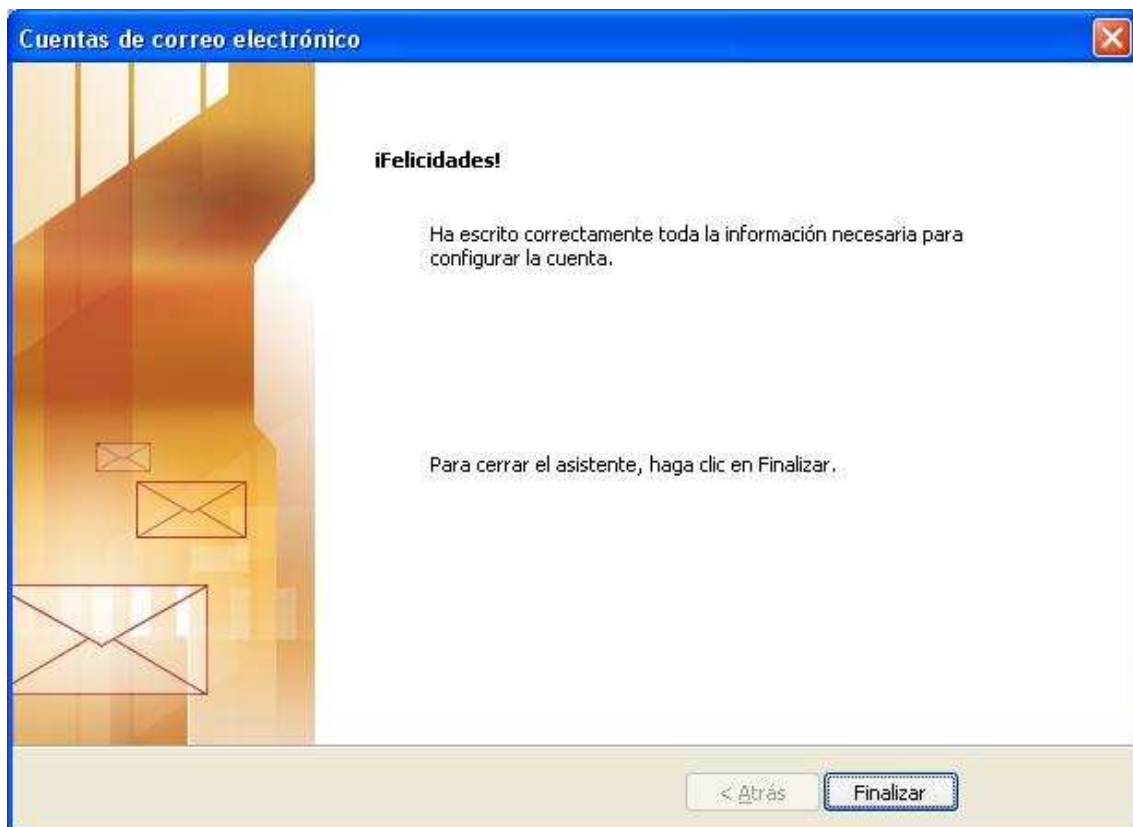 Cuentas de correo electrónico
¡Felicidades!
Ha escrito correctamente toda la información necesaria para
configurar la cuenta.
Para cerrar el asistente, haga clic en Finalizar.
< Atrás
Finalizar